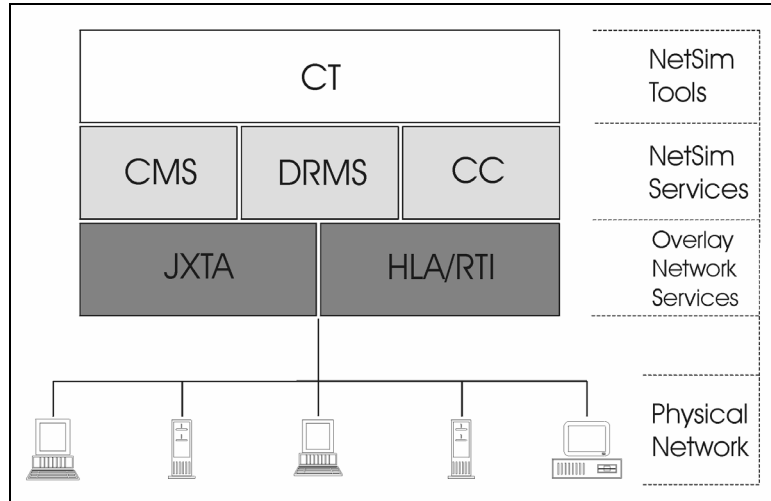 CT
NetSim
Tools
CMS
DRMS
CC
NetSim
Services
JXTA
HLA/RTI
Overlay
Network
Services
Physical
Network